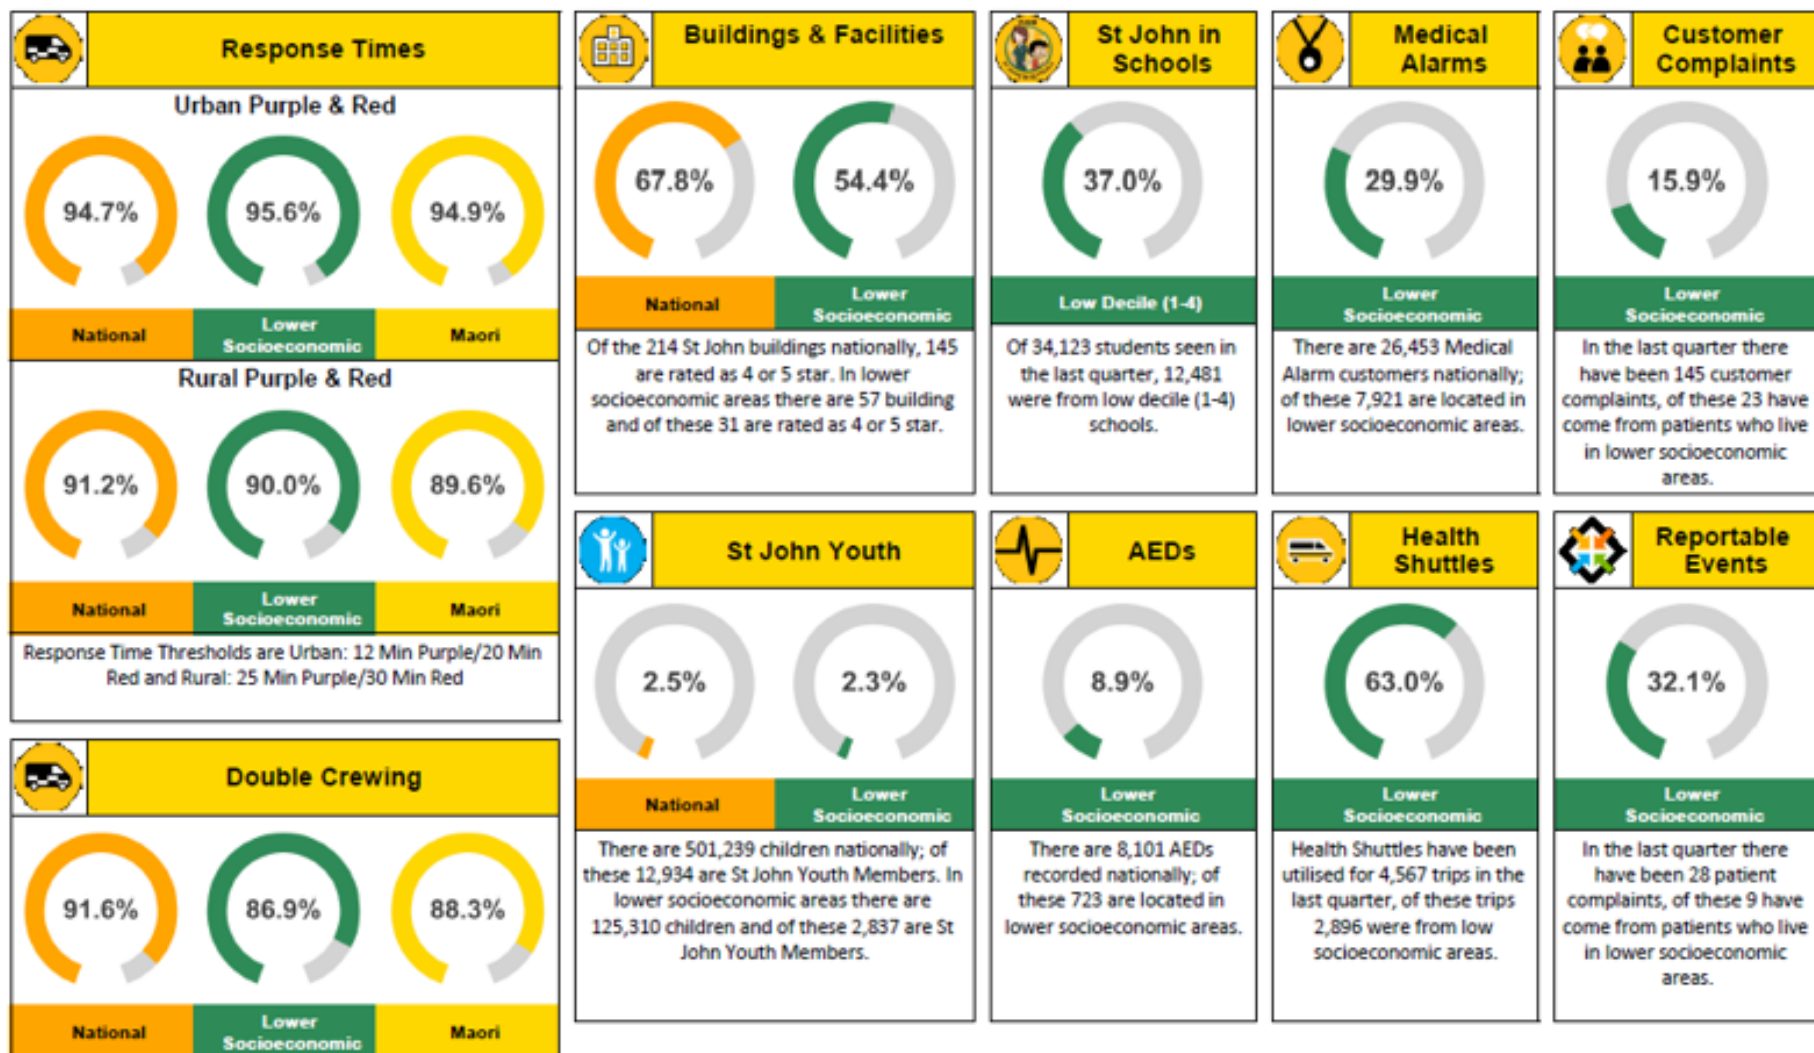 Response Times
Urban Purple & Red
94.7%
95.6%
94.9%
National
Lower
Socioeconomic
Maori
Rural Purple & Red
91.2%
90.0%
89.6%
National
Lower
Socioeconomic
Maori
Response Time Thresholds are Urban: 12 Min Purple/20 Min
Red and Rural: 25 Min Purple/30 Min Red
Double Crewing
91.6%
86.9%
88.3%
National
Lower
Socioeconomic
Maori
Buildings & Facilities
67.8%
54.4%
National
Lower
Socioeconomic
Of the 214 St John buildings nationally, 145
are rated as 4 or 5 star. In lower
socioeconomic areas there are 57 building
and of these 31 are rated as 4 or 5 star.
St John in
Schools
37.0%
Low Decile (1-4)
Of 34,123 students seen in
the last quarter, 12,481
were from low decile (1-4)
schools.
Medical
Alarms
29.9%
Lower
Socioeconomic
There are 26,453 Medical
Alarm customers nationally;
of these 7,921 are located in
lower socioeconomic areas.
Customer
Complaints
15.9%
Lower
Socioeconomic
In the last quarter there
have been 145 customer
complaints, of these 23 have
come from patients who live
in lower socioeconomic
areas.
St John Youth
2.5%
2.3%
National
Lower
Socioeconomic
There are 501,239 children nationally; of
these 12,934 are St John Youth Members. In
lower socioeconomic areas there are
125,310 children and of these 2,837 are St
John Youth Members.
AEDs
8.9%
Lower
Socioeconomic
There are 8,101 AEDs
recorded nationally; of
these 723 are located in
lower socioeconomic areas.
Health
Shuttles
63.0%
Lower
Socioeconomic
Health Shuttles have been
utilised for 4,567 trips in the
last quarter, of these trips
2,896 were from low
socioeconomic areas.
Reportable
Events
32.1%
Lower
Socioeconomic
In the last quarter there
have been 28 patient
complaints, of these 9 have
come from patients who live
in lower socioeconomic
areas.